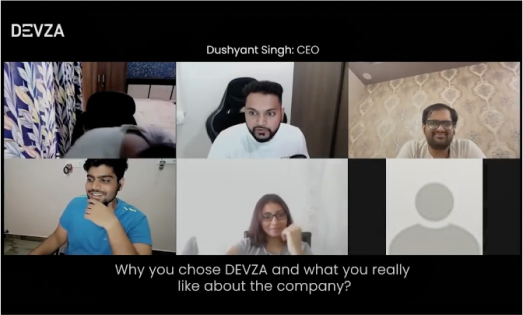 DEVZA
Dushyant Singh: CEO
Why you chose DEVZA and what you really
like about the company?